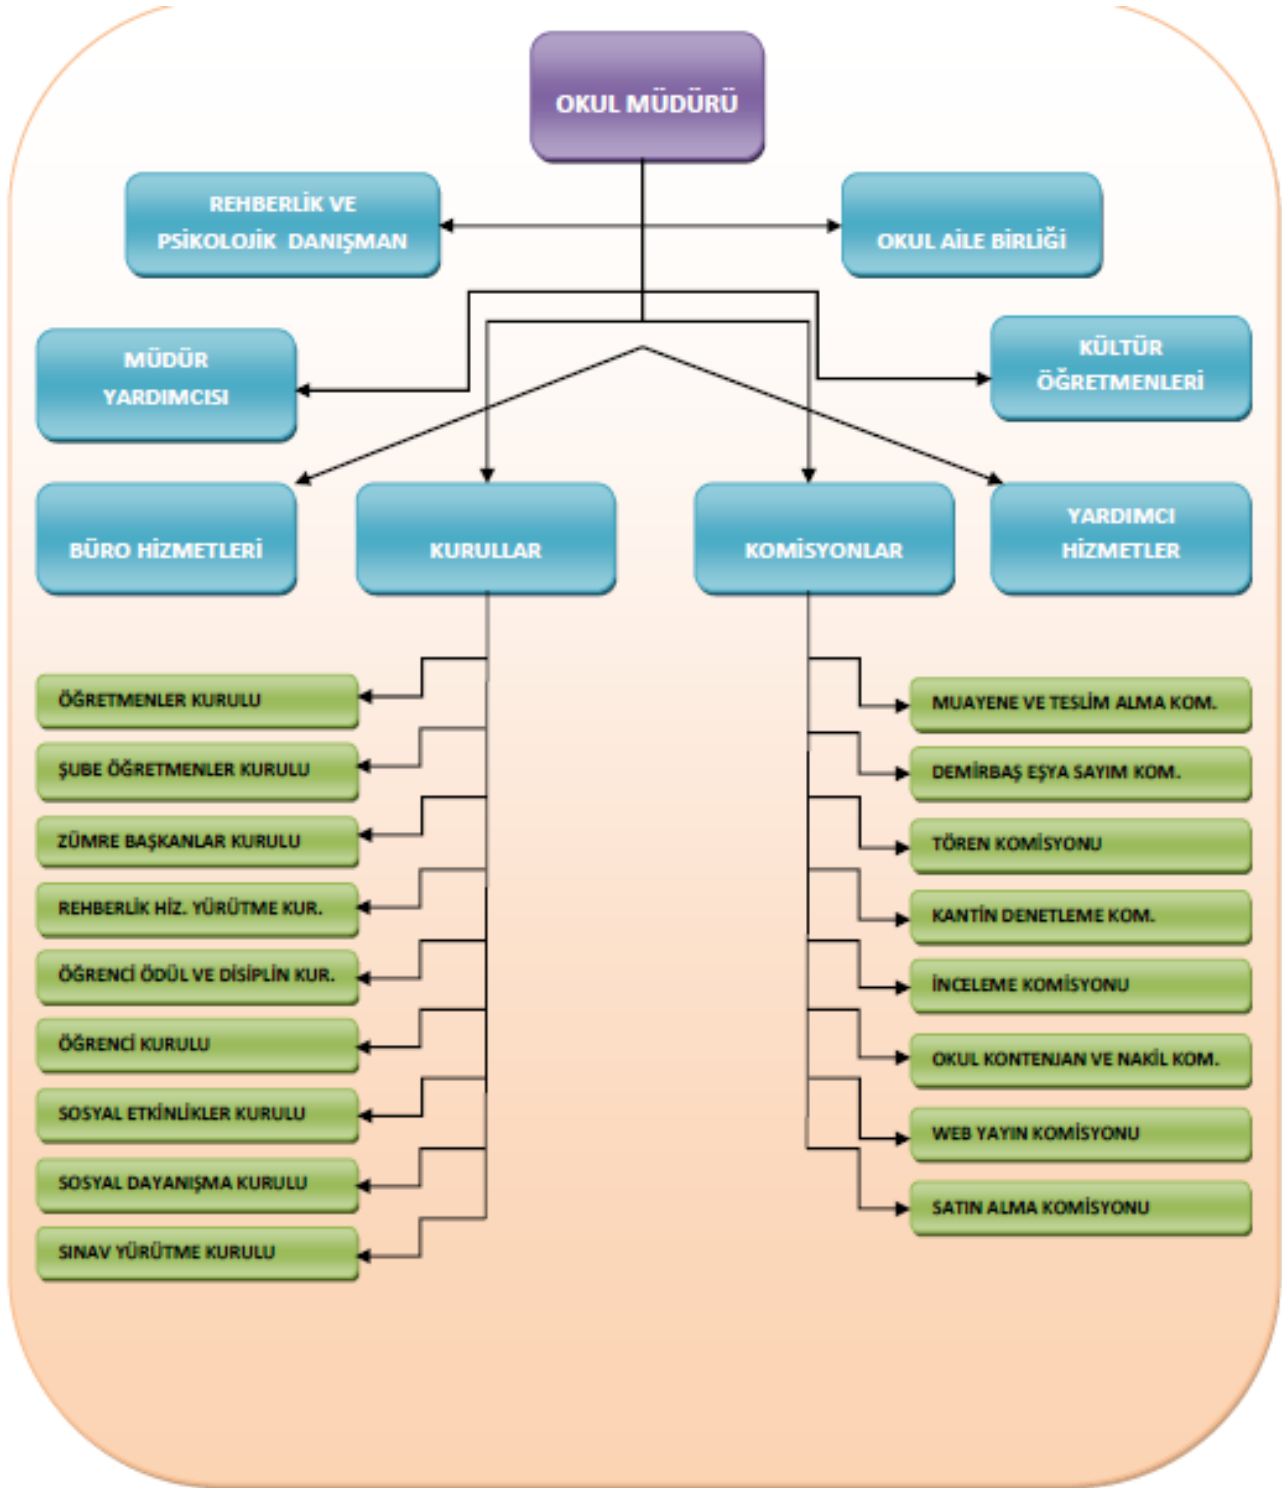 OKUL MÜDÜRÜ
REHBERLİK VE
PSİKOLOJİK DANIŞMAN
OKUL AİLE BİRLİĞİ
MÜDÜR
YARDIMCISI
KÜLTÜR
ÖĞRETMENLERİ
BÜRO HİZMETLERİ
KURULLAR
KOMİSYONLAR
YARDIMCI
HİZMETLER
ÖĞRETMENLER KURULU
ŞUBE ÖĞRETMENLER KURULU
ZÜMRE BAŞKANLAR KURULU
REHBERLİK HİZ. YÜRÜTME KUR.
ÖĞRENCİ ÖDÜL VE DİSİPLİN KUR.
ÖĞRENCİ KURULU
SOSYAL ETKİNLİKLER KURULU
SOSYAL DAYANIŞMA KURULU
SINAV YÜRÜTME KURULU
MUAYENE VE TESLİM ALMA KOM.
DEMİRBAŞ EŞYA SAYIM KOM.
TÖREN KOMİSYONU
KANTİN DENETLEME KOM.
İNCELEME KOMİSYONU
OKUL KONTENJAN VE NAKİL KOM.
WEB YAYIN KOMİSYONU
SATIN ALMA KOMİSYONU